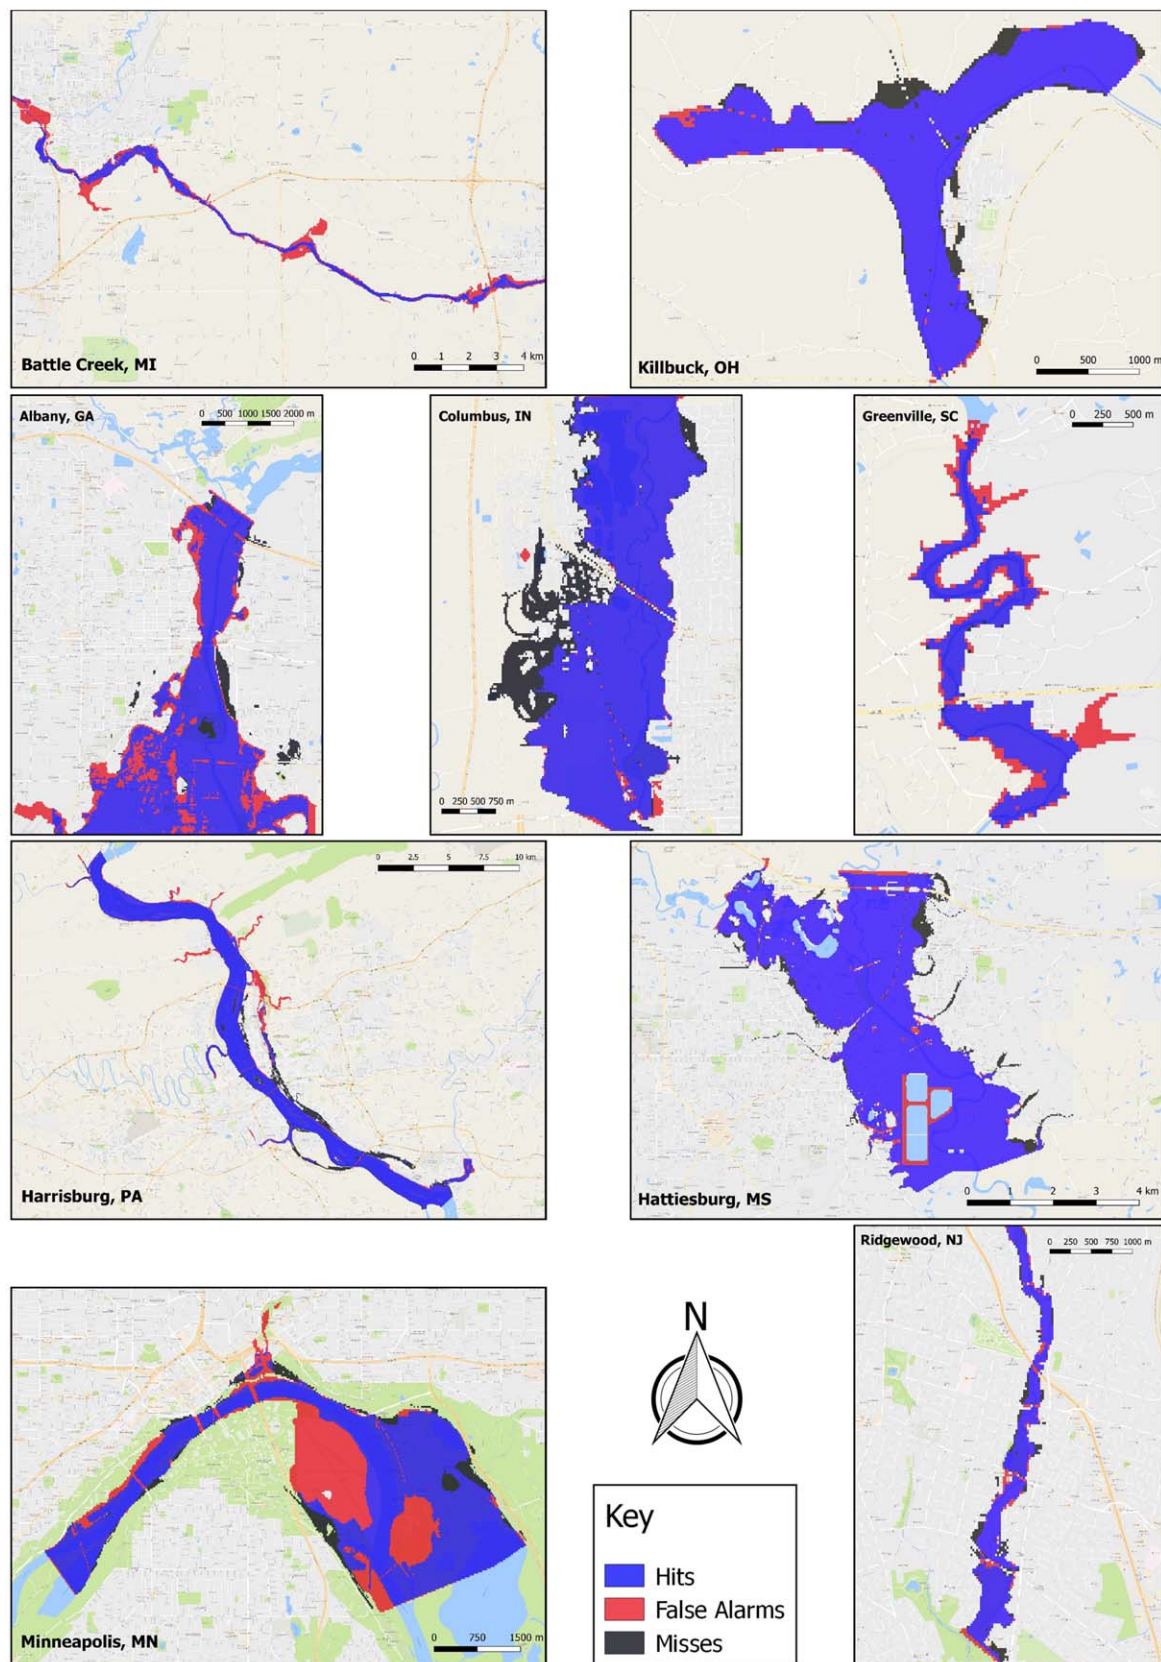 Battle Creek, MI
0 1 2 3 4 km
Killbuck, OH
0 500 1000 m
Albany, GA
0 500 1000 1500 2000 m
Columbus, IN
0 250 500 750 m
Greenville, SC
0 250 500 m
Harrisburg, PA
0 2.5 5 7.5 10 km
Hattiesburg, MS
0 1 2 3 4 km
Minneapolis, MN
0 750 1500 m
N
Key
Hits
False Alarms
Misses
Ridgewood, NJ
0 250 500 750 1000 m